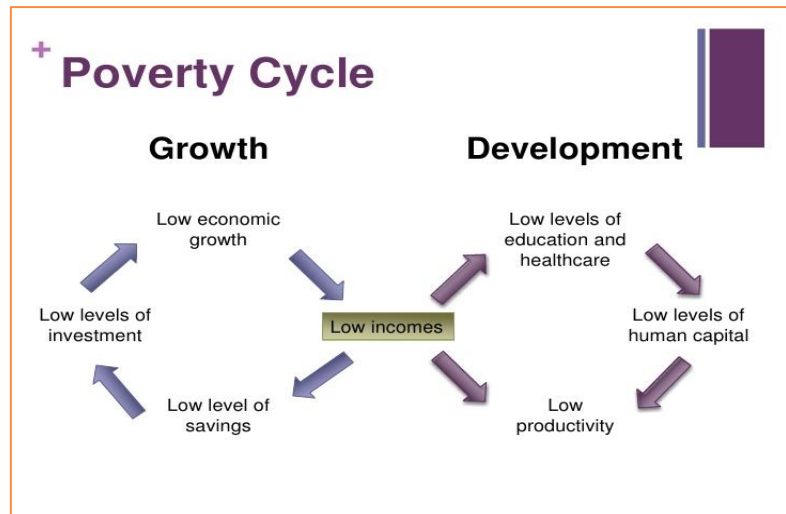 +
Poverty Cycle
Growth
Development
Low economic
growth
Low levels of
education and
healthcare
Low levels of
investment
Low incomes
Low levels of
human capital
Low level of
savings
Low
productivity